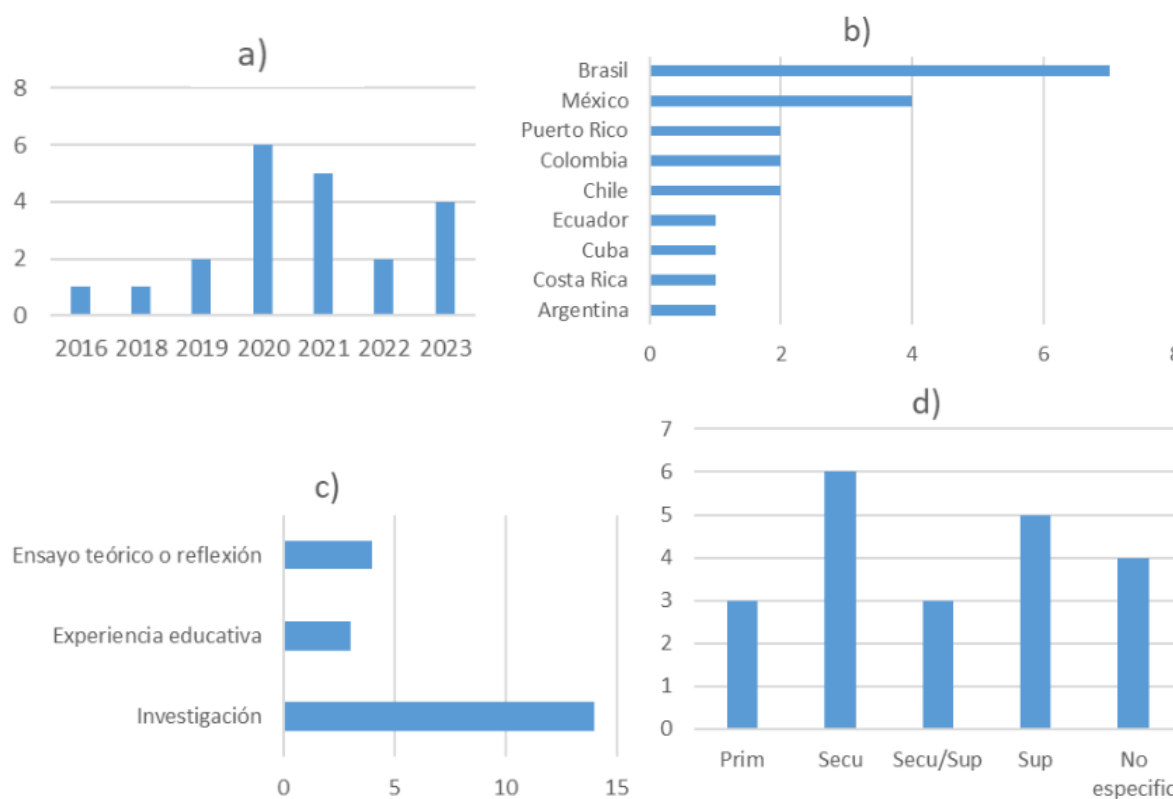 a)
8
6
4
2
0
2016 2018 2019 2020 2021 2022 2023
b)
Brasil
México
Puerto Rico
Colombia
Chile
Ecuador
Cuba
Costa Rica
Argentina
0 2 4 6 8
c)
Ensayo teórico o reflexión
Experiencia educativa
Investigación
0 5 10 15
d)
7
6
5
4
3
2
1
0
Prim Secu Secu/Sup Sup No
especific